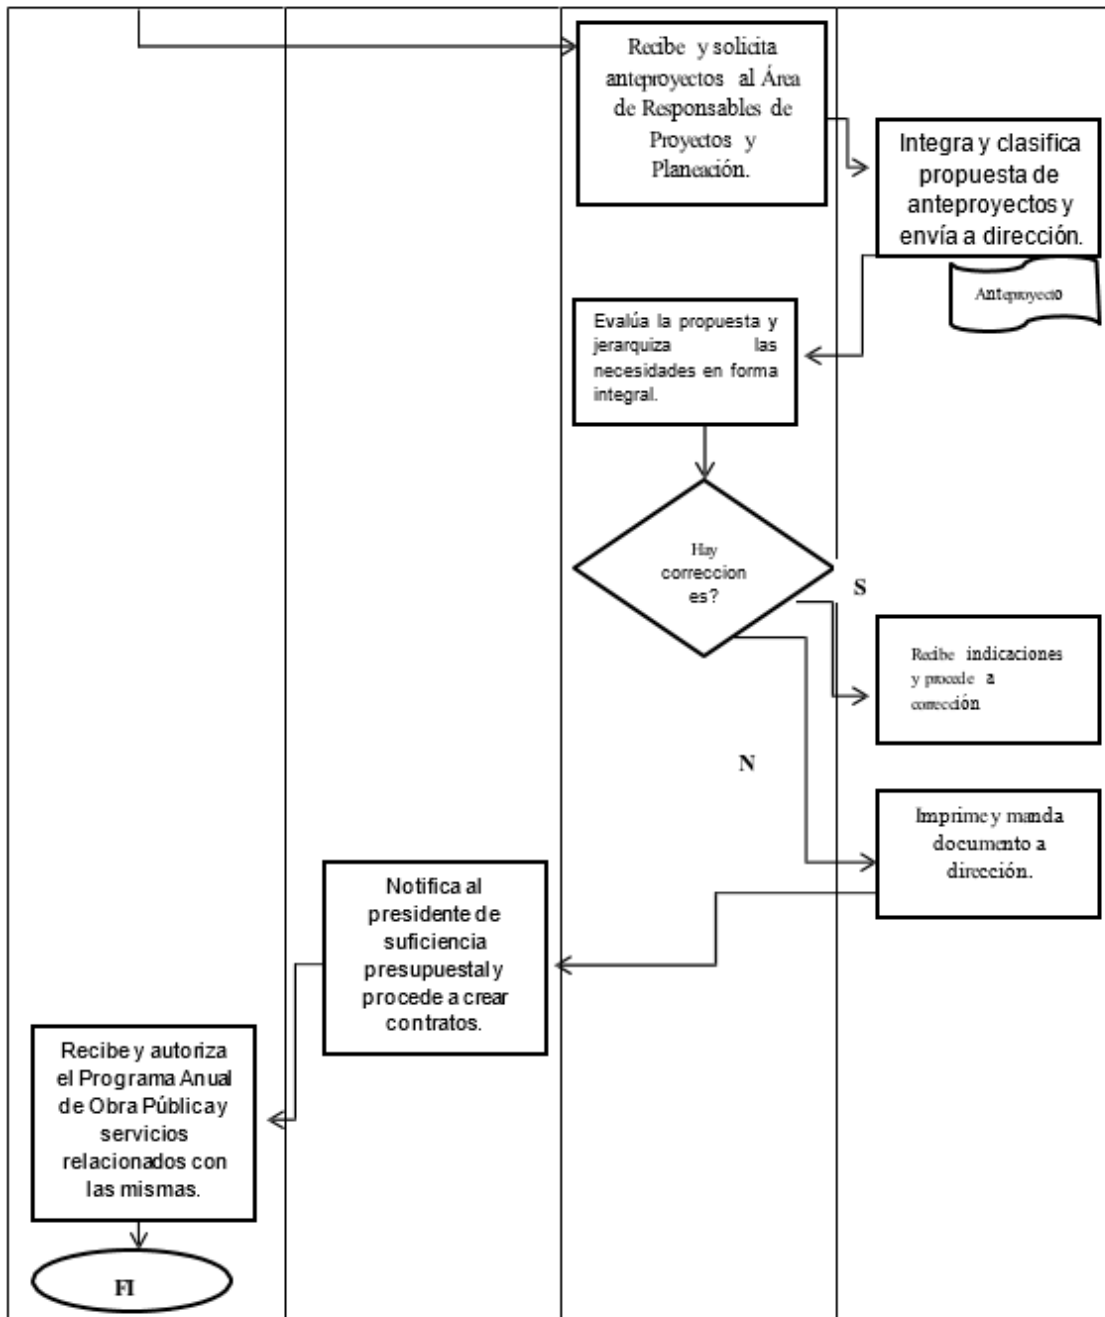 Recibe y solicita
anteproyectos al Área
de Responsables de
Proyectos y
Planeación.
Integra y clasifica
propuesta de
anteproyectos y
envía a dirección.
Anteproyecto
Evalúa la propuesta y
jerarquiza las
necesidades en forma
integral.
Hay
correccion
es?
S
Recibe indicaciones
y procede a
corrección
N
Imprime y manda
documento a
dirección.
Notifica al
presidente de
suficiencia
presupuestal y
procede a crear
contratos.
Recibe y autoriza
el Programa Anual
de Obra Pública y
servicios
relacionados con
las mismas.
FI